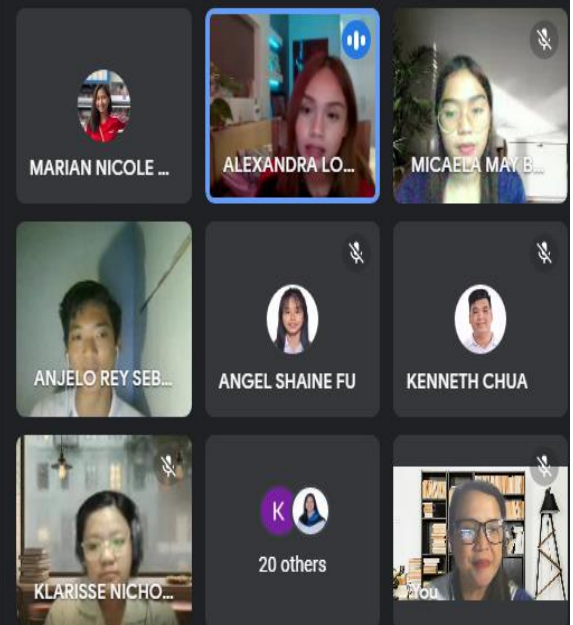 MARIAN NICOLE ...
ALEXANDRA LO...
MICAELA MAY B...
ANJELO REY SEB...
ANGEL SHAINE FU
KENNETH CHUA
KLARISSE NICHO...
K
20 others
You